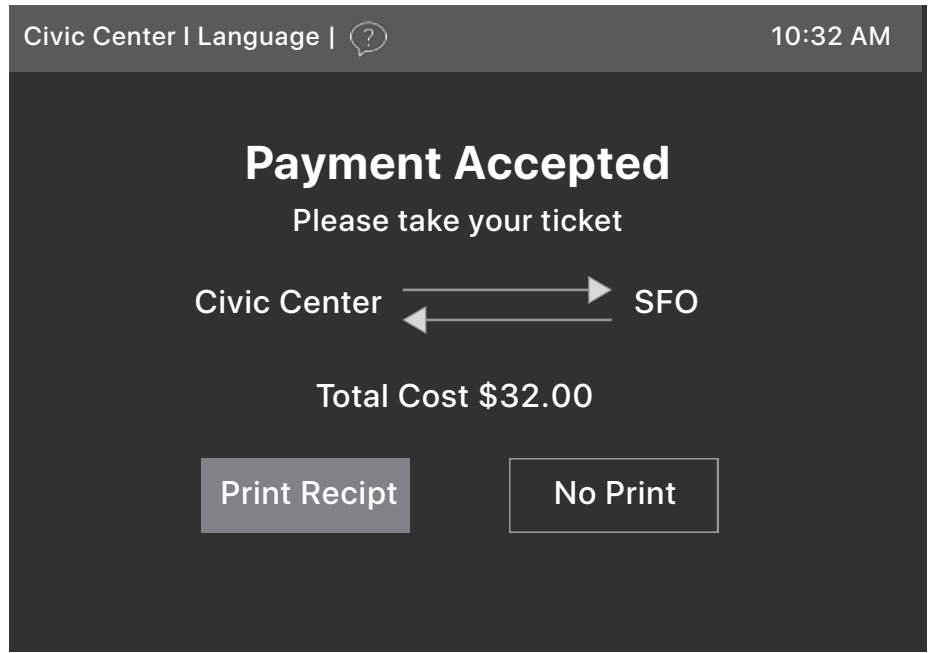 Civic Center I Language | ? 10:32 AM
Payment Accepted
Please take your ticket
Civic Center SFO
Total Cost $32.00
Print Recipt No Print